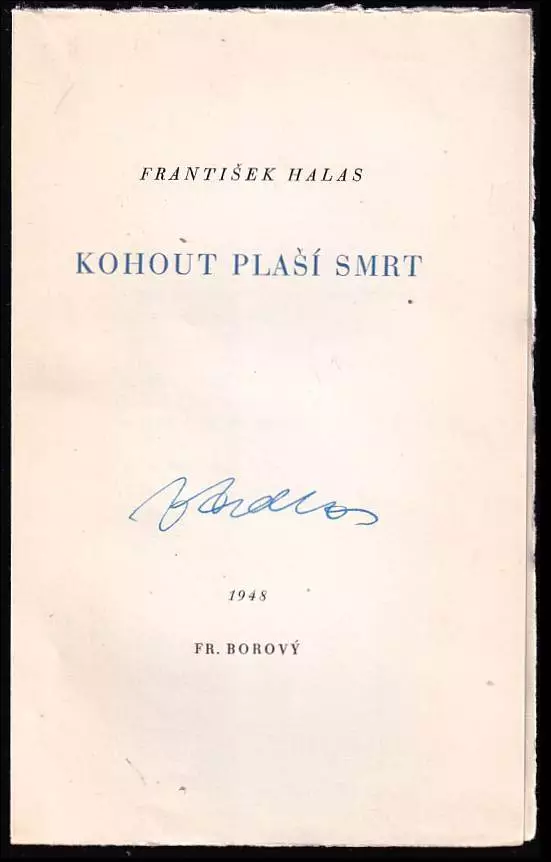 FRANTIŠEK HALAS
KOHOUT PLAŠÍ SMRT
1948
FR. BOROVÝ